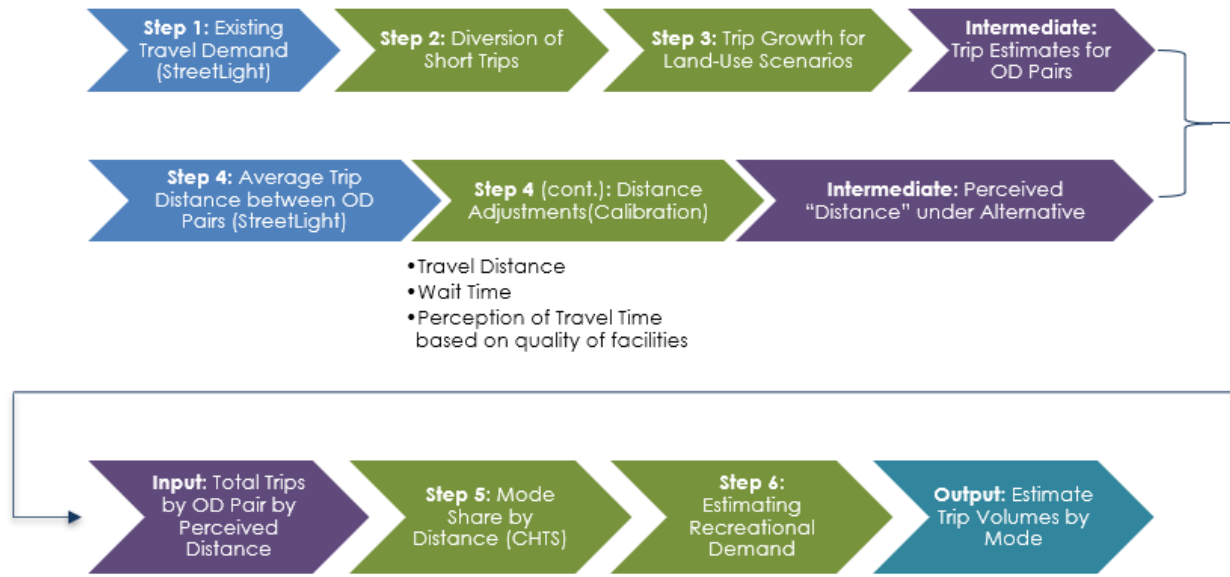 Step 1: Existing
Travel Demand
(StreetLight)
Step 2: Diversion of
Short Trips
Step 3: Trip Growth for
Land-Use Scenarios
Intermediate:
Trip Estimates for
OD Pairs
Step 4: Average Trip
Distance between OD
Pairs (StreetLight)
Step 4 (cont.): Distance
Adjustments(Calibration)
Intermediate: Perceived
“Distance” under Alternative
•Travel Distance
•Wait Time
•Perception of Travel Time
based on quality of facilities
Input: Total Trips
by OD Pair by
Perceived
Distance
Step 5: Mode
Share by
Distance (CHTS)
Step 6:
Estimating
Recreational
Demand
Output: Estimate
Trip Volumes by
Mode